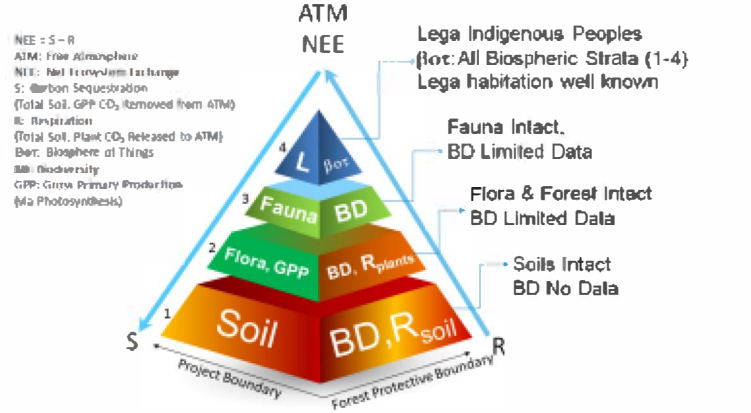 ATM
NEE
NEE = S – R
ATM: Free Atmosphere
NEE: Net Ecosystem Exchange
S: Carbon Sequestration
(Total Soil, GPP CO₂ Removed from ATM)
R: Respiration
(Total Soil, Plant CO₂ Released to ATM)
βοτ: Biosphere of Things
BD: Biodiversity
GPP: Gross Primary Production
(Via Photosynthesis)
Lega Indigenous Peoples
βοτ: All Biospheric Strata (1-4)
Lega habitation well known
Fauna Intact,
BD Limited Data
Flora & Forest Intact
BD Limited Data
Soils Intact
BD No Data
4
L βοτ
3
Fauna BD
2
Flora, GPP BD, Rplants
1
Soil BD,Rsoil
S
R
Project Boundary
Forest Protective Boundary